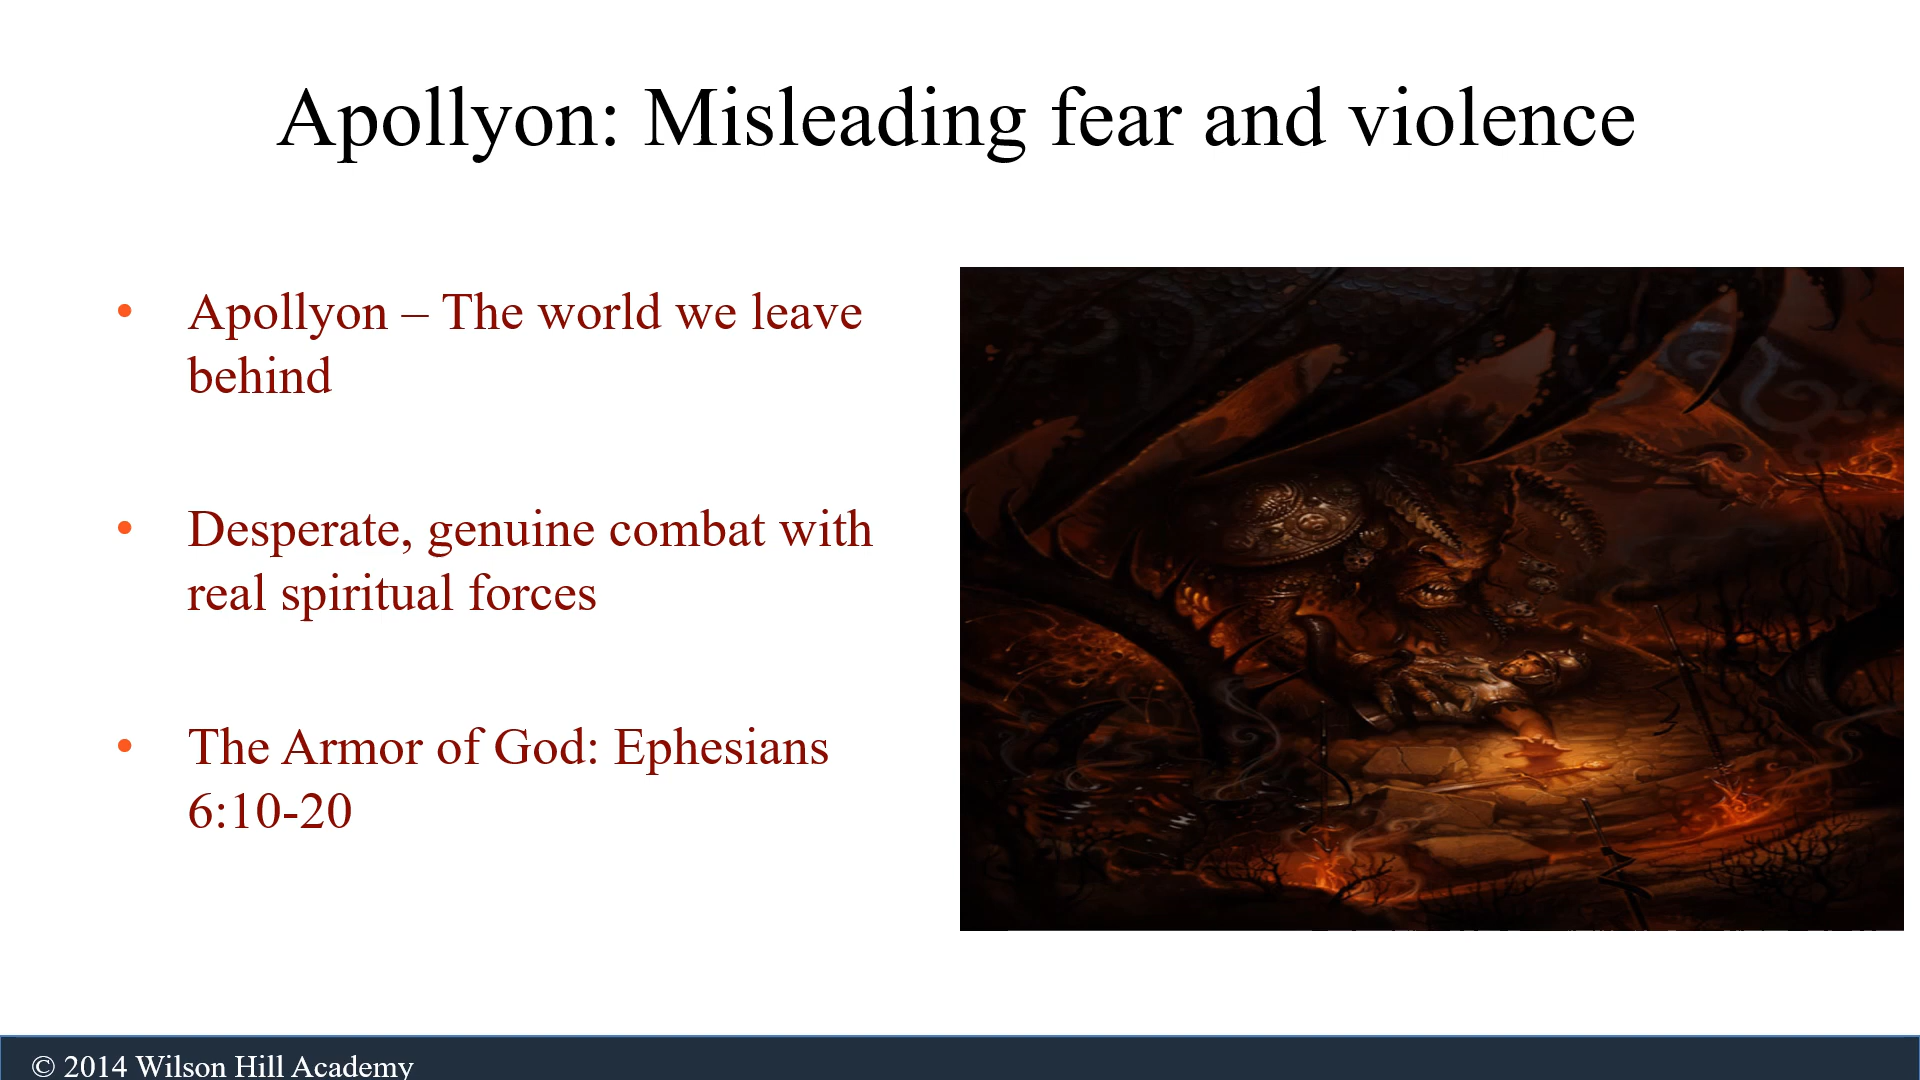 Apollyon: Misleading fear and violence
• Apollyon – The world we leave
behind
• Desperate, genuine combat with
real spiritual forces
• The Armor of God: Ephesians
6:10-20
© 2014 Wilson Hill Academy